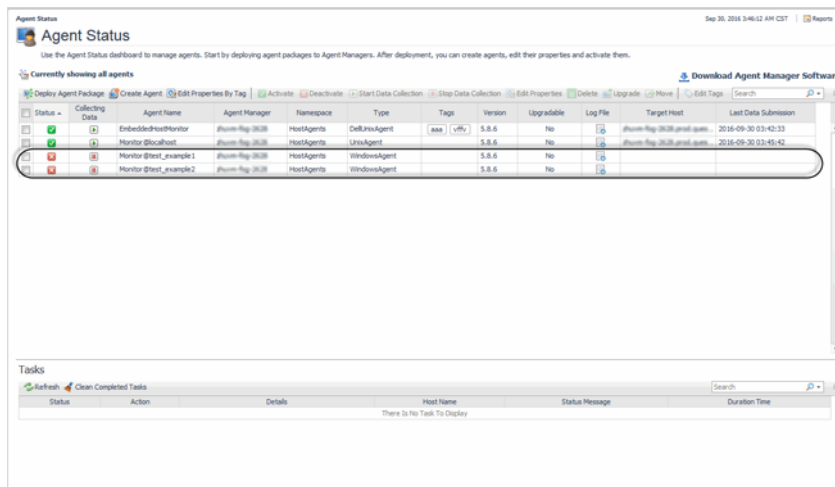 Agent Status
Sep 30, 2016 3:46:12 AM CST | Reports
Agent Status
Use the Agent Status dashboard to manage agents. Start by deploying agent packages to Agent Managers. After deployment, you can create agents, edit their properties and activate them.
Currently showing all agents
Download Agent Manager Softwar
Deploy Agent Package Create Agent Edit Properties By Tag | Activate Deactivate Start Data Collection Stop Data Collection Edit Properties Delete Upgrade Move | Edit Tags Search
Status Collecting Data Agent Name Agent Manager Namespace Type Tags Version Upgradable Log File Target Host Last Data Submission
EmbeddedHostMonitor HostAgents DellUnixAgent aaa vffv 5.8.6 No 2016-09-30 03:42:33
Monitor@localhost HostAgents UnixAgent 5.8.6 No 2016-09-30 03:45:42
Monitor@test_example1 HostAgents WindowsAgent 5.8.6 No
Monitor@test_example2 HostAgents WindowsAgent 5.8.6 No
Tasks
Refresh Clean Completed Tasks Search
Status Action Details Host Name Status Message Duration Time
There Is No Task To Display